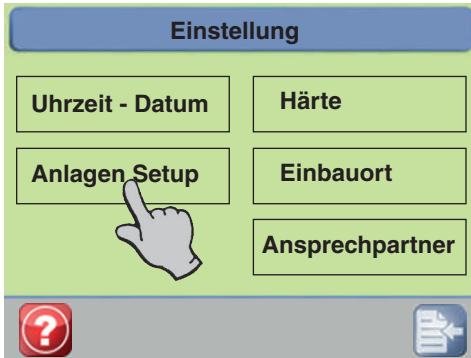 Einstellung
Uhrzeit - Datum
Härte
Anlagen Setup
Einbauort
Ansprechpartner
?